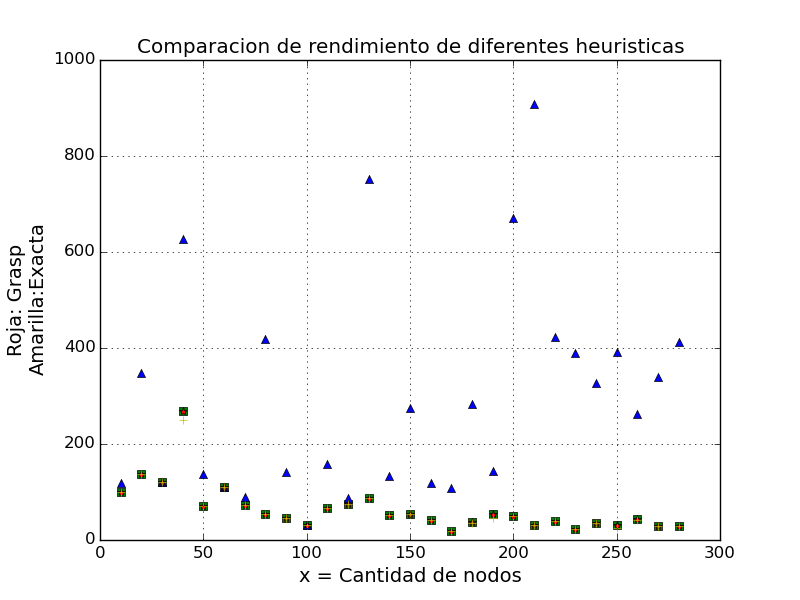 Comparacion de rendimiento de diferentes heuristicas
1000
800
600
400
200
0
Roja: Grasp
Amarilla:Exacta
0 50 100 150 200 250 300
x = Cantidad de nodos